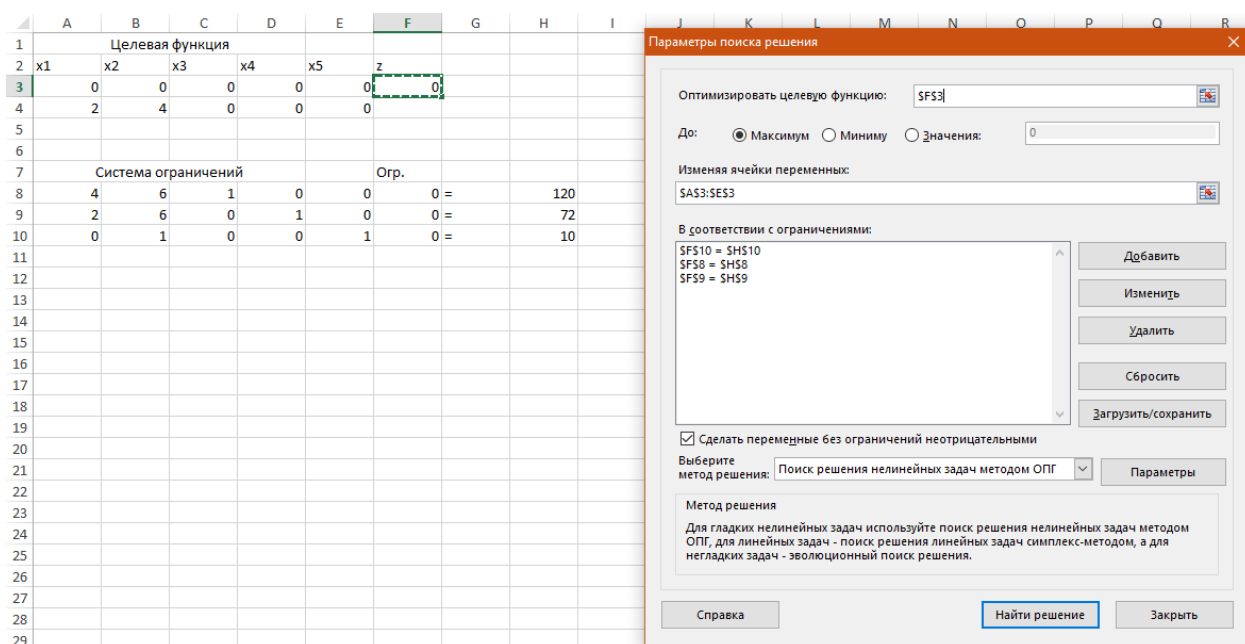 A B C D E F G H I J K L M N O P Q R
1 Целевая функция
2 x1 x2 x3 x4 x5 z
3 0 0 0 0 0 0
4 2 4 0 0 0
5
6
7 Система ограничений Огр.
8 4 6 1 0 0 0 = 120
9 2 6 0 1 0 0 = 72
10 0 1 0 0 1 0 = 10
11
12
13
14
15
16
17
18
19
20
21
22
23
24
25
26
27
28
29
Параметры поиска решения
Оптимизировать целевую функцию: $F$3
До: Максимум Миниму Значения: 0
Изменяя ячейки переменных:
$A$3:$E$3
В соответствии с ограничениями:
$F$10 = $H$10
$F$8 = $H$8
$F$9 = $H$9
Добавить
Изменить
Удалить
Сбросить
Загрузить/сохранить
Сделать переменные без ограничений неотрицательными
Выберите
метод решения: Поиск решения нелинейных задач методом ОПГ Параметры
Метод решения
Для гладких нелинейных задач используйте поиск решения нелинейных задач методом
ОПГ, для линейных задач - поиск решения линейных задач симплекс-методом, а для
негладких задач - эволюционный поиск решения.
Справка Найти решение Закрыть